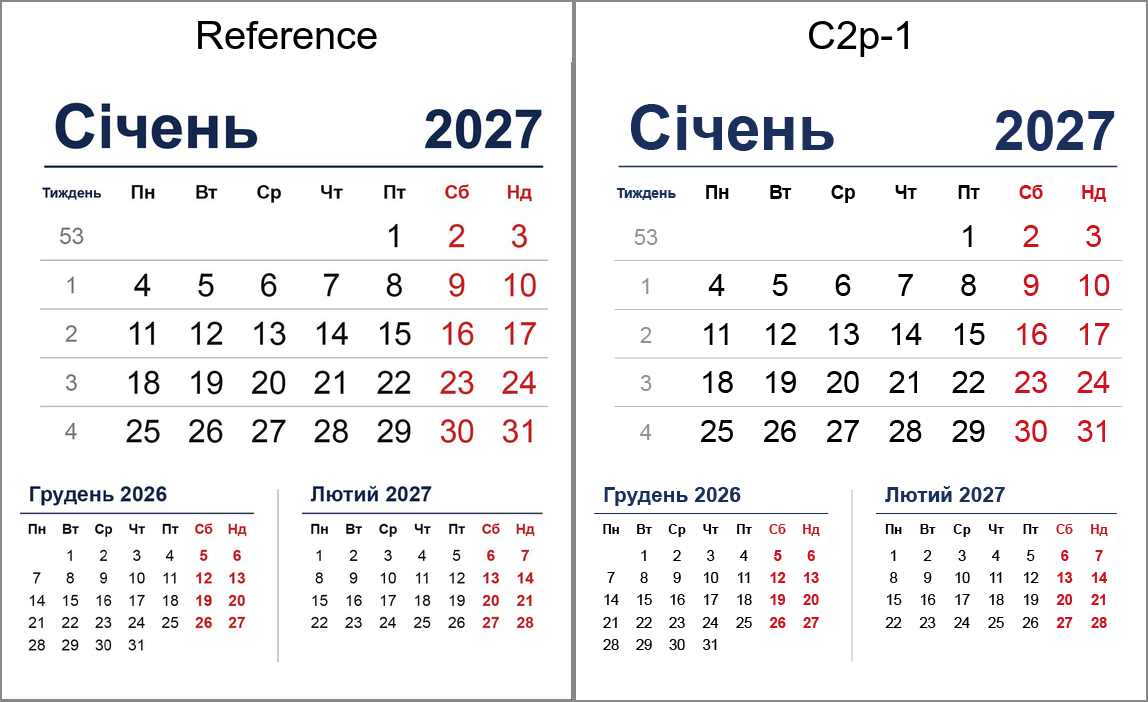 Reference
Січень 2027
Тиждень Пн Вт Ср Чт Пт Сб Нд
53 1 2 3
1 4 5 6 7 8 9 10
2 11 12 13 14 15 16 17
3 18 19 20 21 22 23 24
4 25 26 27 28 29 30 31
Грудень 2026
Пн Вт Ср Чт Пт Сб Нд
1 2 3 4 5 6
7 8 9 10 11 12 13
14 15 16 17 18 19 20
21 22 23 24 25 26 27
28 29 30 31
Лютий 2027
Пн Вт Ср Чт Пт Сб Нд
1 2 3 4 5 6 7
8 9 10 11 12 13 14
15 16 17 18 19 20 21
22 23 24 25 26 27 28
C2p-1
Січень 2027
Тиждень Пн Вт Ср Чт Пт Сб Нд
53 1 2 3
1 4 5 6 7 8 9 10
2 11 12 13 14 15 16 17
3 18 19 20 21 22 23 24
4 25 26 27 28 29 30 31
Грудень 2026
Пн Вт Ср Чт Пт Сб Нд
1 2 3 4 5 6
7 8 9 10 11 12 13
14 15 16 17 18 19 20
21 22 23 24 25 26 27
28 29 30 31
Лютий 2027
Пн Вт Ср Чт Пт Сб Нд
1 2 3 4 5 6 7
8 9 10 11 12 13 14
15 16 17 18 19 20 21
22 23 24 25 26 27 28